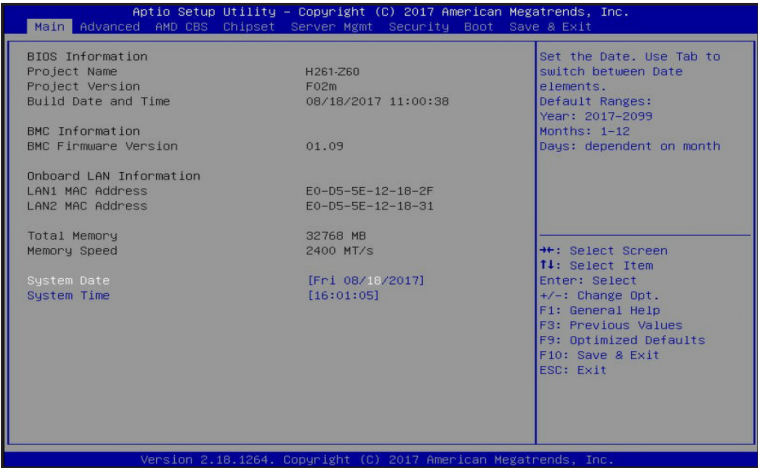 Aptio Setup Utility – Copyright (C) 2017 American Megatrends, Inc.
Main Advanced AMD CBS Chipset Server Mgmt Security Boot Save & Exit
BIOS Information
Project Name H261-Z60
Project Version F02m
Build Date and Time 08/18/2017 11:00:38
BMC Information
BMC Firmware Version 01.09
Onboard LAN Information
LAN1 MAC Address E0-D5-5E-12-18-2F
LAN2 MAC Address E0-D5-5E-12-18-31
Total Memory 32768 MB
Memory Speed 2400 MT/s
System Date [Fri 08/18/2017]
System Time [16:01:05]
Set the Date. Use Tab to
switch between Date
elements.
Default Ranges:
Year: 2017-2099
Months: 1-12
Days: dependent on month
→←: Select Screen
↑↓: Select Item
Enter: Select
+/-: Change Opt.
F1: General Help
F3: Previous Values
F9: Optimized Defaults
F10: Save & Exit
ESC: Exit
Version 2.18.1264. Copyright (C) 2017 American Megatrends, Inc.